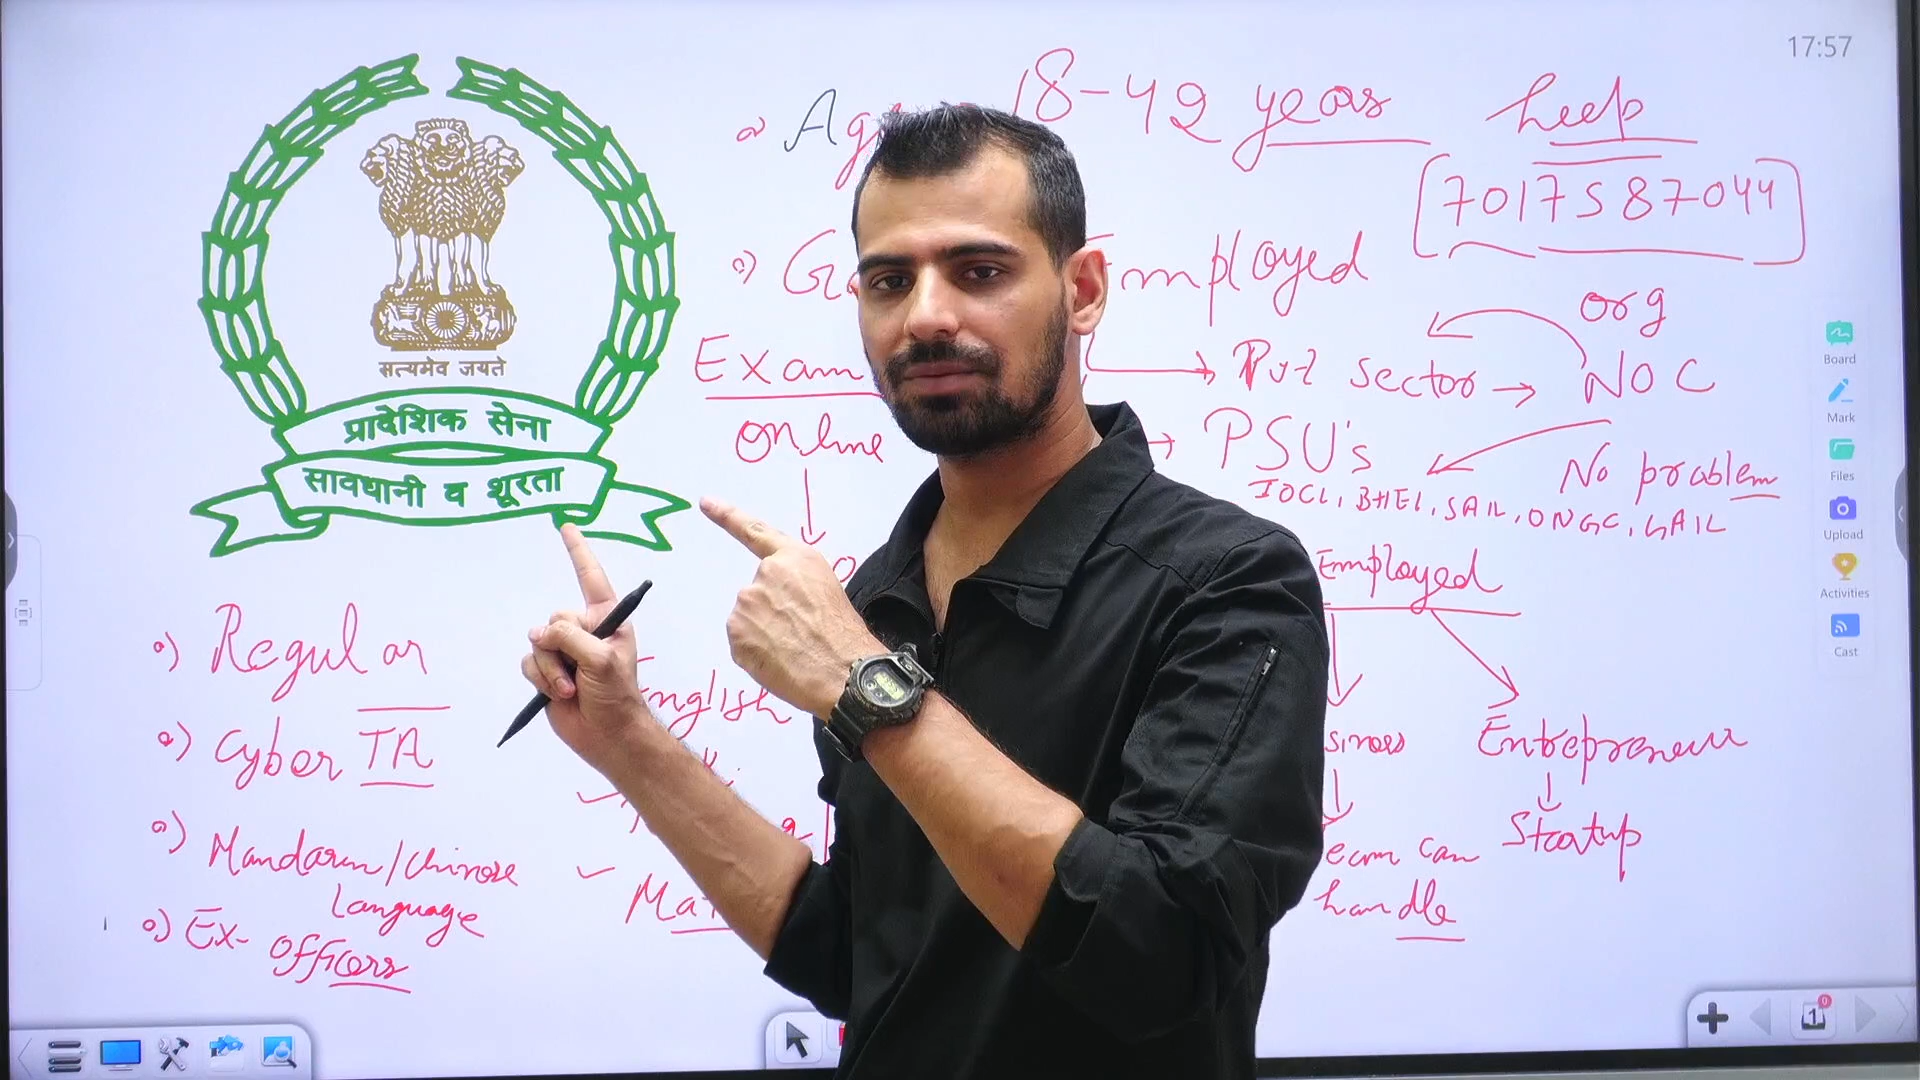 17:57
18-42 years
help
7017587044
Employed
org
Exam
Pvt sector → NOC
Online
→ PSU's
No problem
IOCL, BHEL, SAIL, ONGC, GAIL
Employed
सत्यमेव जयते
प्रादेशिक सेना
सावधानी व शूरता
Regular
Cyber TA
Mandarin/Chinese
Language
Ex-officers
English
Entrepreneur
Startup
can
handle
Board
Mark
Files
Upload
Activities
Cast
1
0